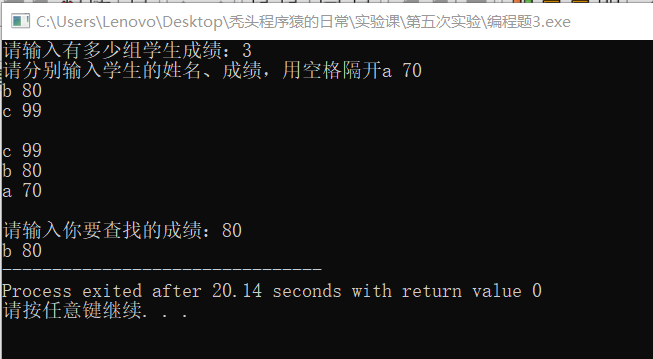 C:\Users\Lenovo\Desktop\秃头程序猿的日常\实验课\第五次实验\编程题3.exe
请输入有多少组学生成绩：3
请分别输入学生的姓名、成绩，用空格隔开a 70
b 80
c 99
c 99
b 80
a 70
请输入你要查找的成绩：80
b 80
--------------------------------
Process exited after 20.14 seconds with return value 0
请按任意键继续. . .